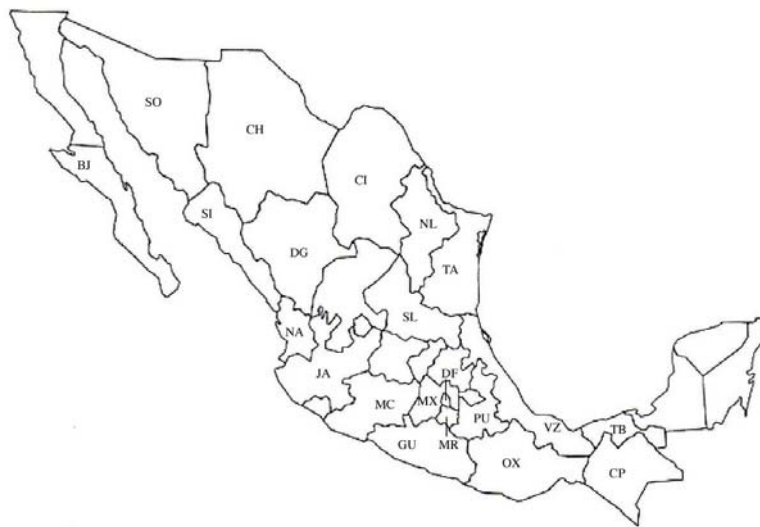 SO
CH
BJ
CI
SI
NL
DG
TA
SL
NA
JA
DF
MC
MX
PU
VZ
TB
GU
MR
OX
CP